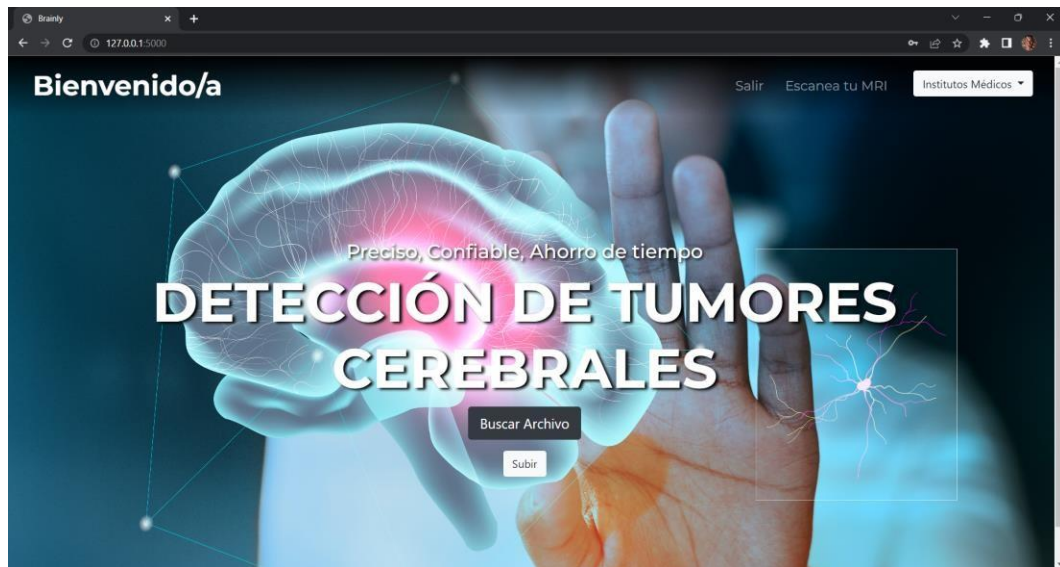 Brainly
127.0.0.1:5000
Bienvenido/a
Salir
Escanea tu MRI
Institutos Médicos
Preciso, Confiable, Ahorro de tiempo
DETECCIÓN DE TUMORES
CEREBRALES
Buscar Archivo
Subir